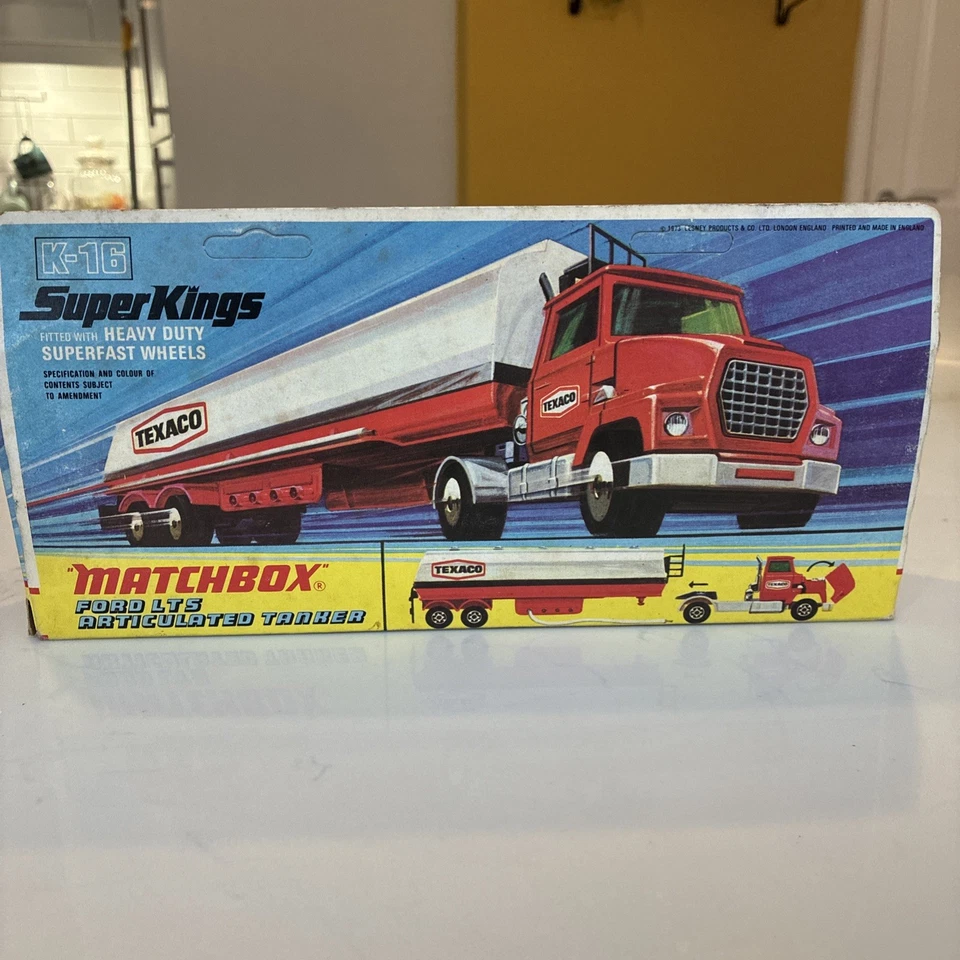 K-16
© 1973 LESNEY PRODUCTS & CO. LTD. LONDON ENGLAND PRINTED AND MADE IN ENGLAND
SuperKings
FITTED WITH HEAVY DUTY
SUPERFAST WHEELS
SPECIFICATION AND COLOUR OF
CONTENTS SUBJECT
TO AMENDMENT
TEXACO
TEXACO
"MATCHBOX"®
FORD LTS
ARTICULATED TANKER
TEXACO
TEXACO